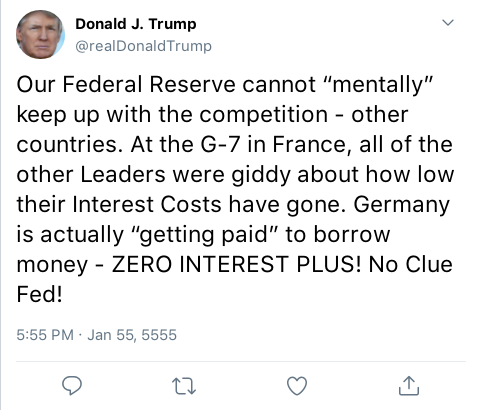 Donald J. Trump
@realDonaldTrump
Our Federal Reserve cannot “mentally”
keep up with the competition - other
countries. At the G-7 in France, all of the
other Leaders were giddy about how low
their Interest Costs have gone. Germany
is actually “getting paid” to borrow
money - ZERO INTEREST PLUS! No Clue
Fed!
5:55 PM · Jan 55, 5555